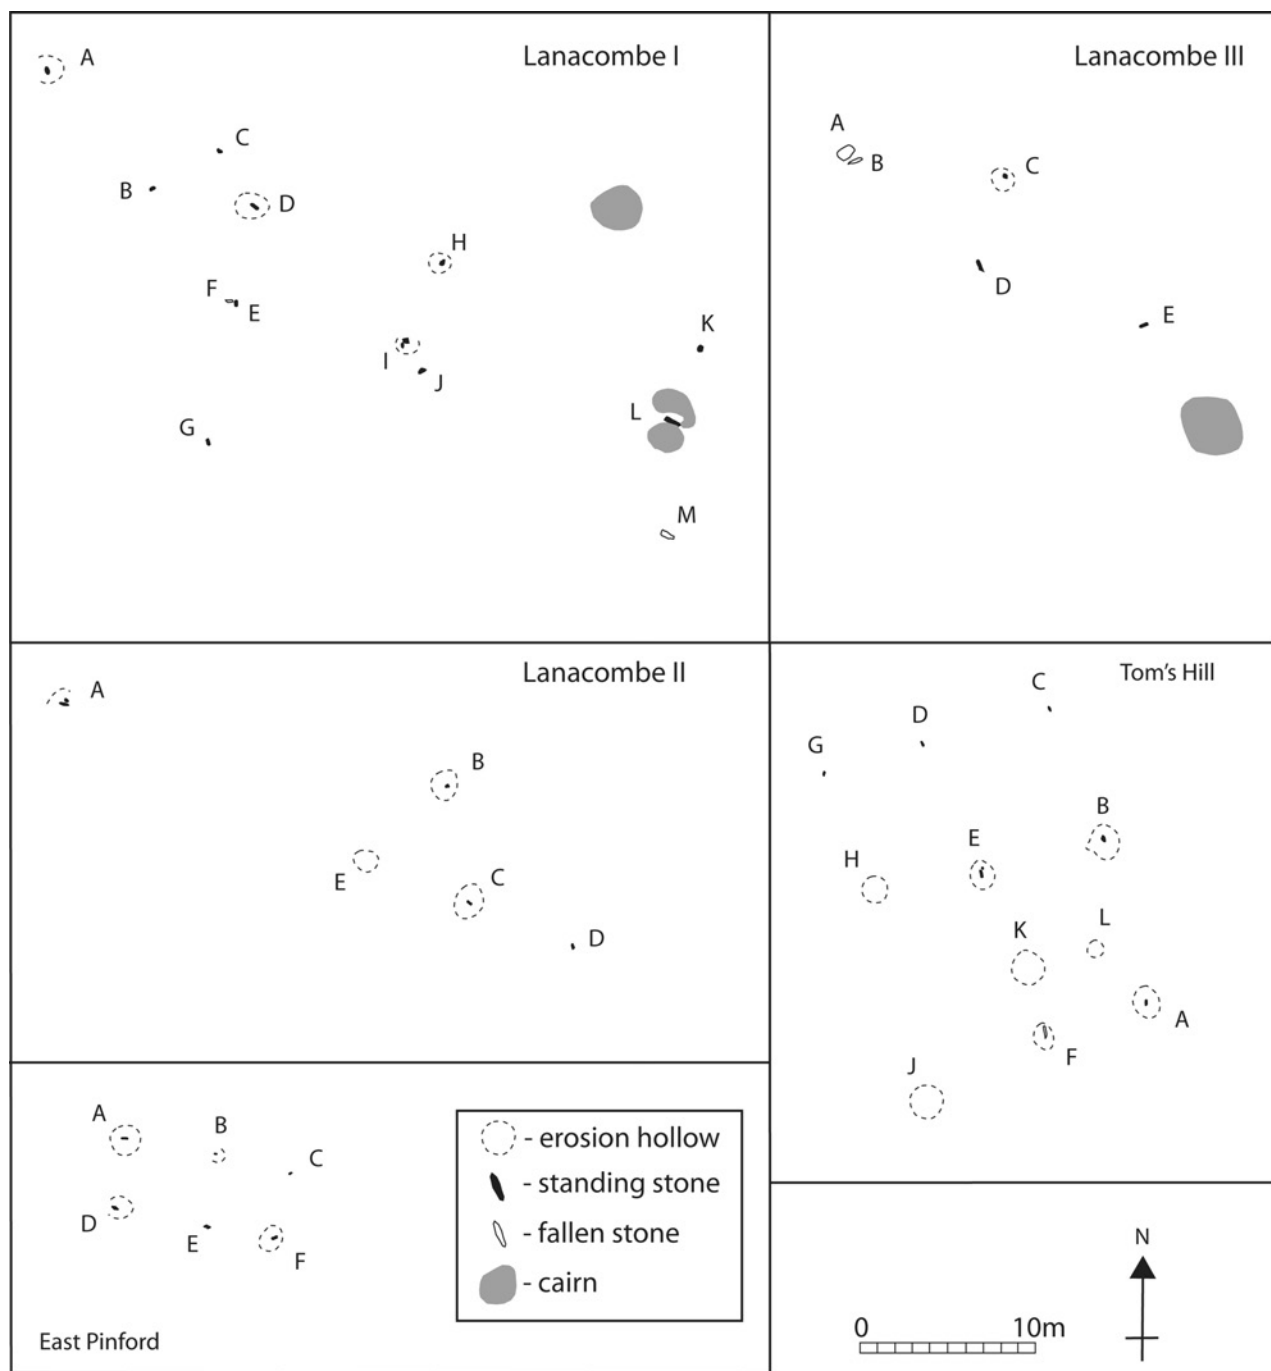 Lanacombe I
A
C
B
D
H
F
E
K
I
J
L
G
M
Lanacombe III
A
B
C
D
E
Lanacombe II
A
B
E
C
D
Tom's Hill
C
D
G
B
E
H
L
K
A
F
J
A
B
C
D
E
F
East Pinford
- erosion hollow
- standing stone
- fallen stone
- cairn
N
0 10m